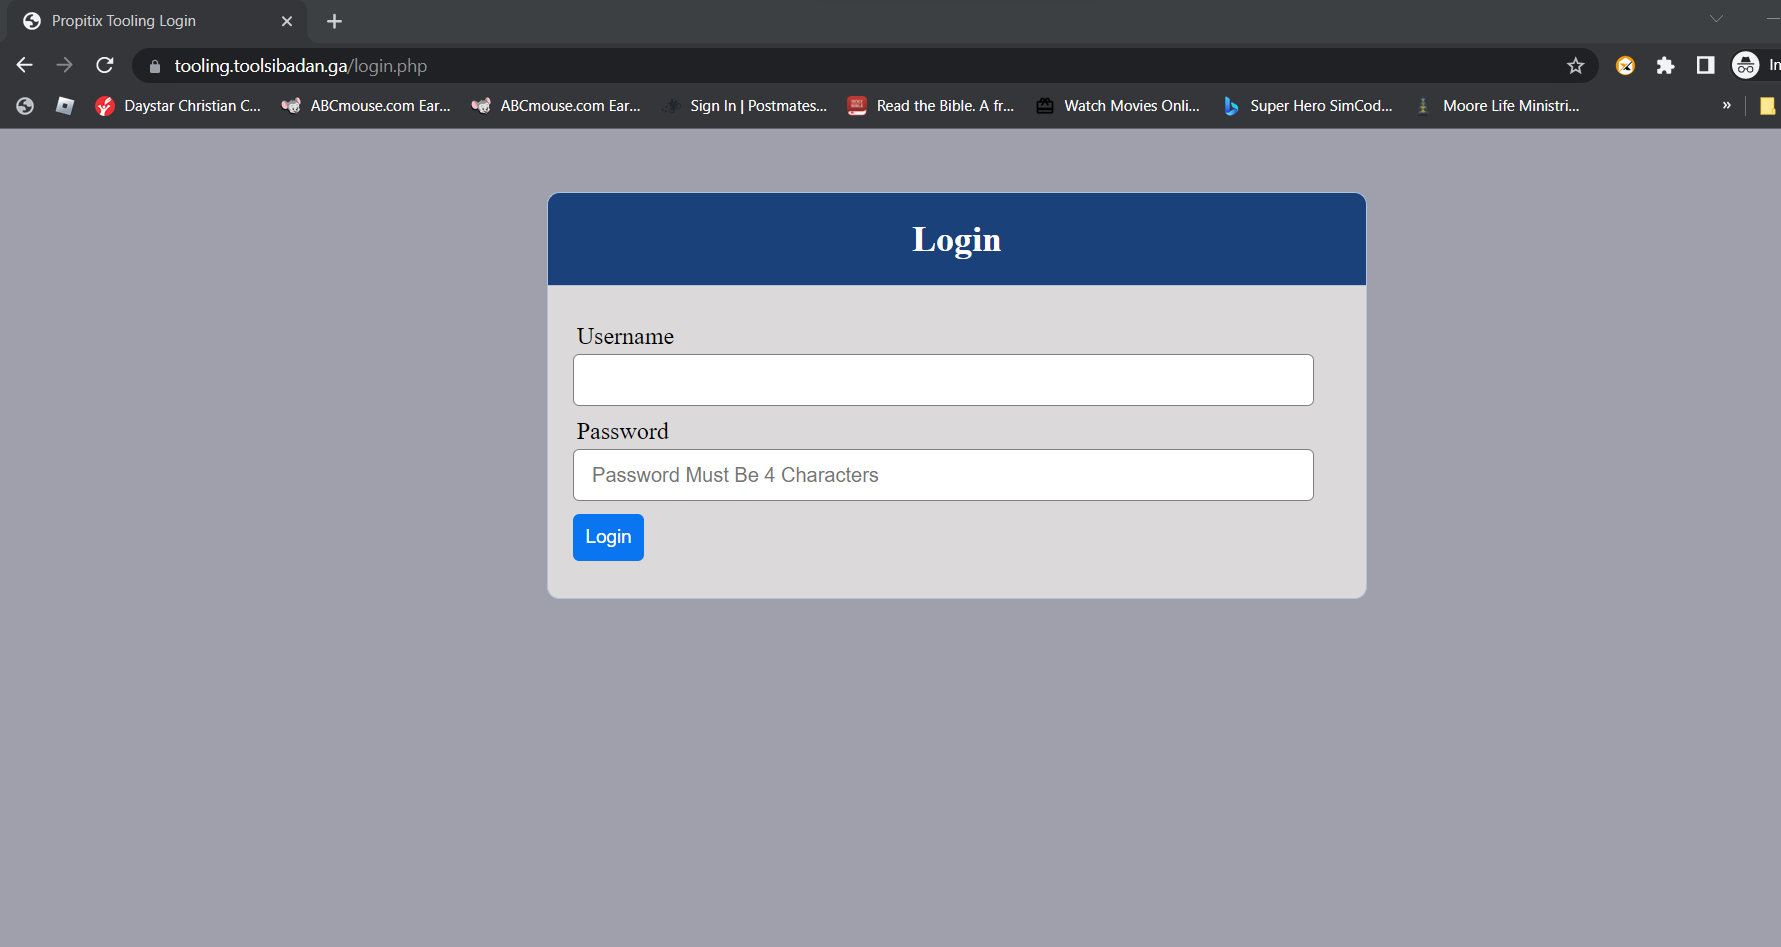 Propitix Tooling Login
tooling.toolsibadan.ga/login.php
In
Daystar Christian C... ABCmouse.com Ear... ABCmouse.com Ear... Sign In | Postmates... Read the Bible. A fr... Watch Movies Onli... Super Hero SimCod... Moore Life Ministri... »
Login
Username
Password
Password Must Be 4 Characters
Login